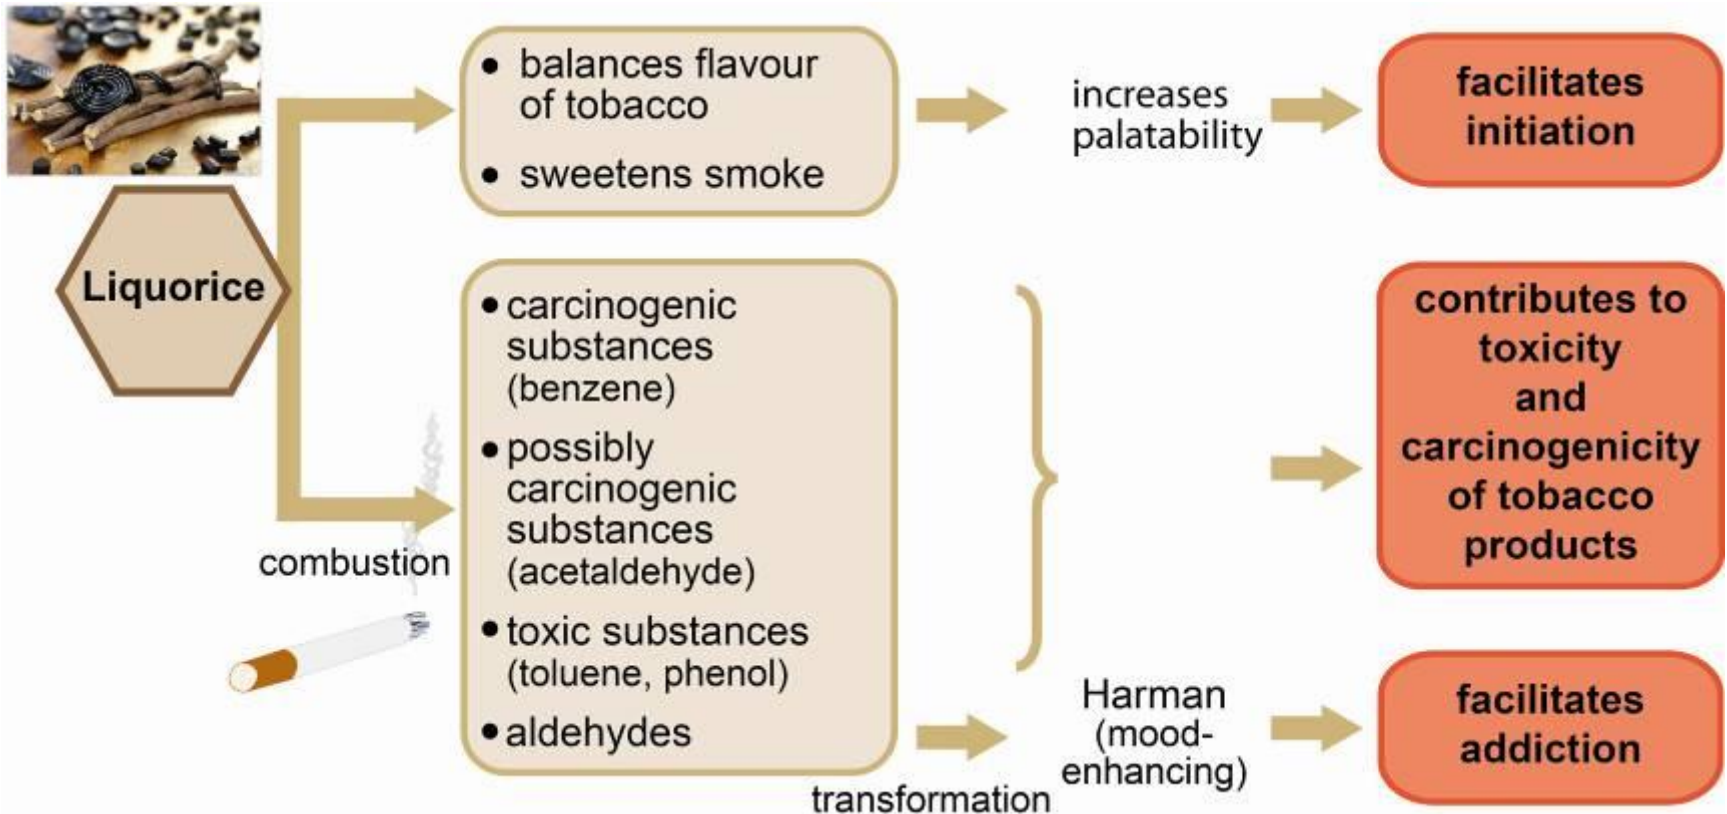 Liquorice
• balances flavour
of tobacco
• sweetens smoke
increases
palatability
facilitates
initiation
combustion
• carcinogenic
substances
(benzene)
• possibly
carcinogenic
substances
(acetaldehyde)
• toxic substances
(toluene, phenol)
• aldehydes
contributes to
toxicity
and
carcinogenicity
of tobacco
products
transformation
Harman
(mood-
enhancing)
facilitates
addiction